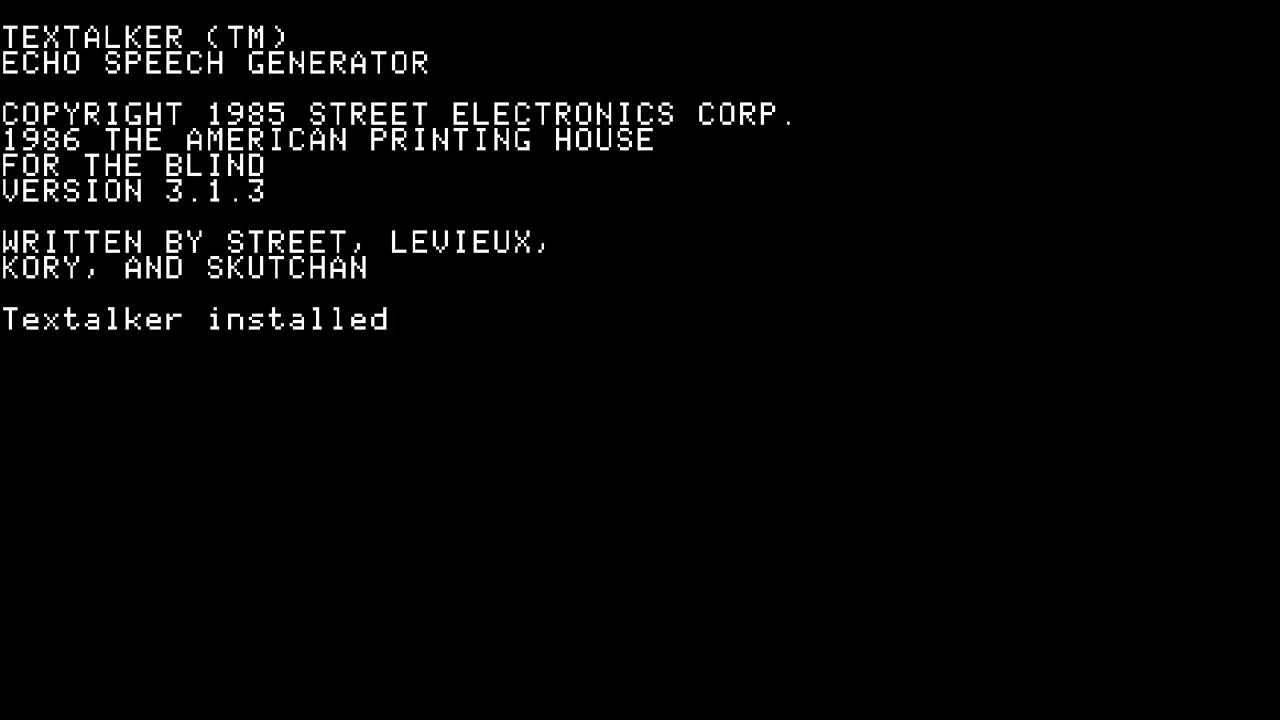 TEXTALKER (TM)
ECHO SPEECH GENERATOR
COPYRIGHT 1985 STREET ELECTRONICS CORP.
1986 THE AMERICAN PRINTING HOUSE
FOR THE BLIND
VERSION 3.1.3
WRITTEN BY STREET, LEVIEUX,
KORY, AND SKUTCHAN
Textalker installed